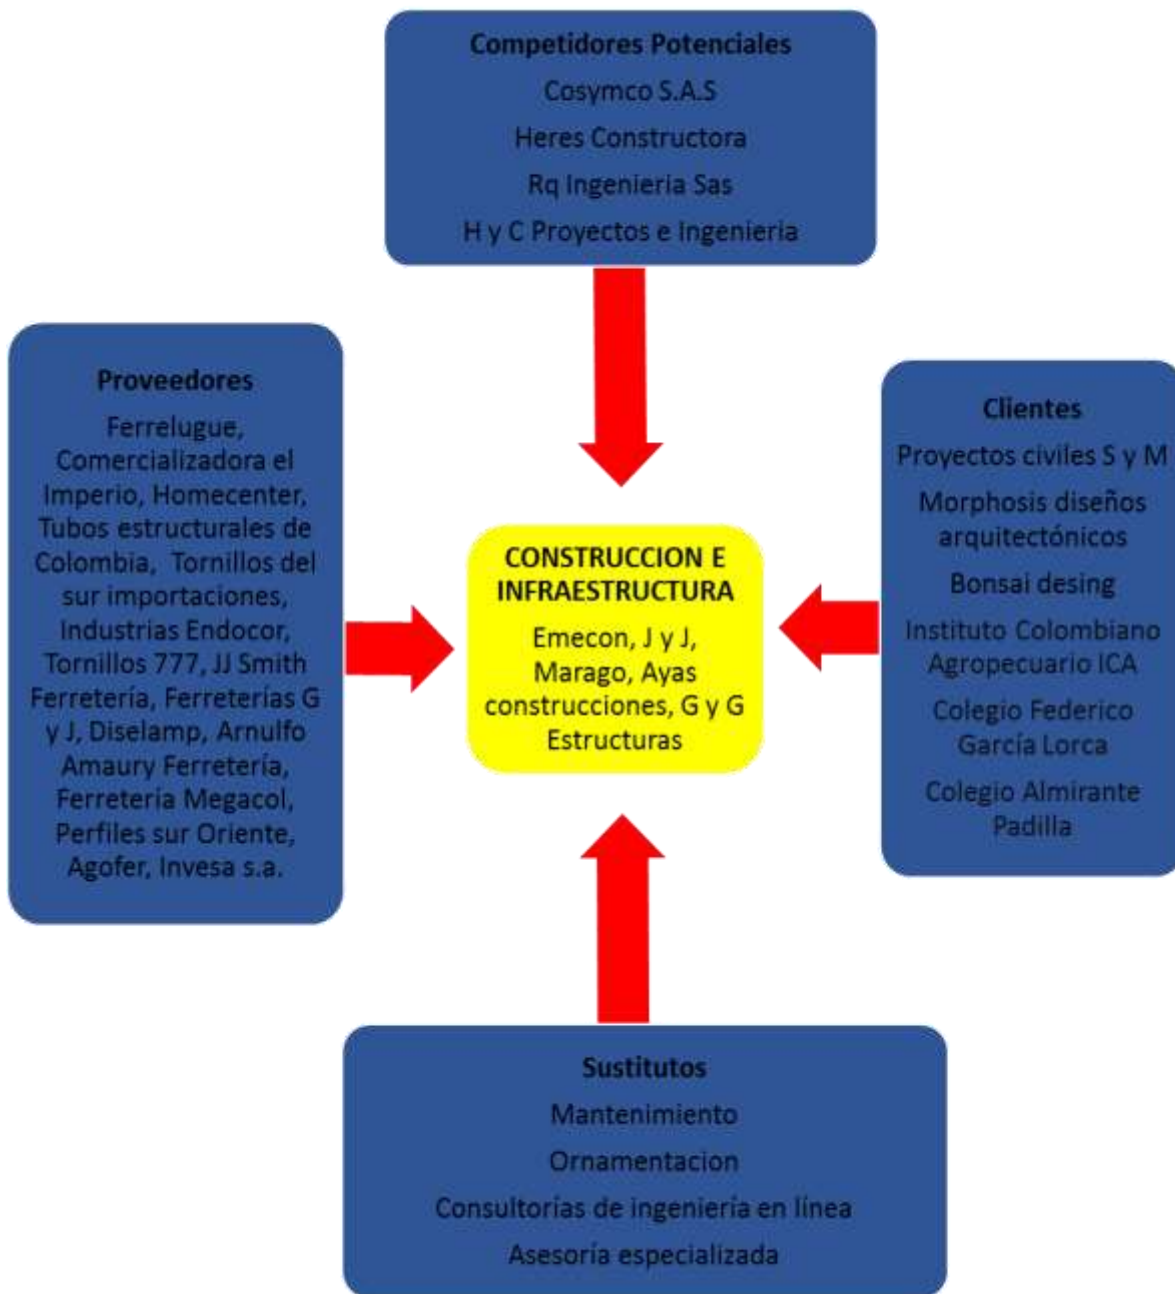 Competidores Potenciales
Cosymco S.A.S
Heres Constructora
Rq Ingenieria Sas
H y C Proyectos e Ingenieria
Proveedores
Ferrelugue,
Comercializadora el
Imperio, Homecenter,
Tubos estructurales de
Colombia, Tornillos del
sur importaciones,
Industrias Endocor,
Tornillos 777, JJ Smith
Ferretería, Ferreterías G
y J, Diselamp, Arnulfo
Amaury Ferretería,
Ferretería Megacol,
Perfiles sur Oriente,
Agofer, Invesa s.a.
CONSTRUCCION E
INFRAESTRUCTURA
Emecon, J y J,
Marago, Ayas
construcciones, G y G
Estructuras
Clientes
Proyectos civiles S y M
Morphosis diseños
arquitectónicos
Bonsai desing
Instituto Colombiano
Agropecuario ICA
Colegio Federico
García Lorca
Colegio Almirante
Padilla
Sustitutos
Mantenimiento
Ornamentacion
Consultorías de ingeniería en línea
Asesoría especializada